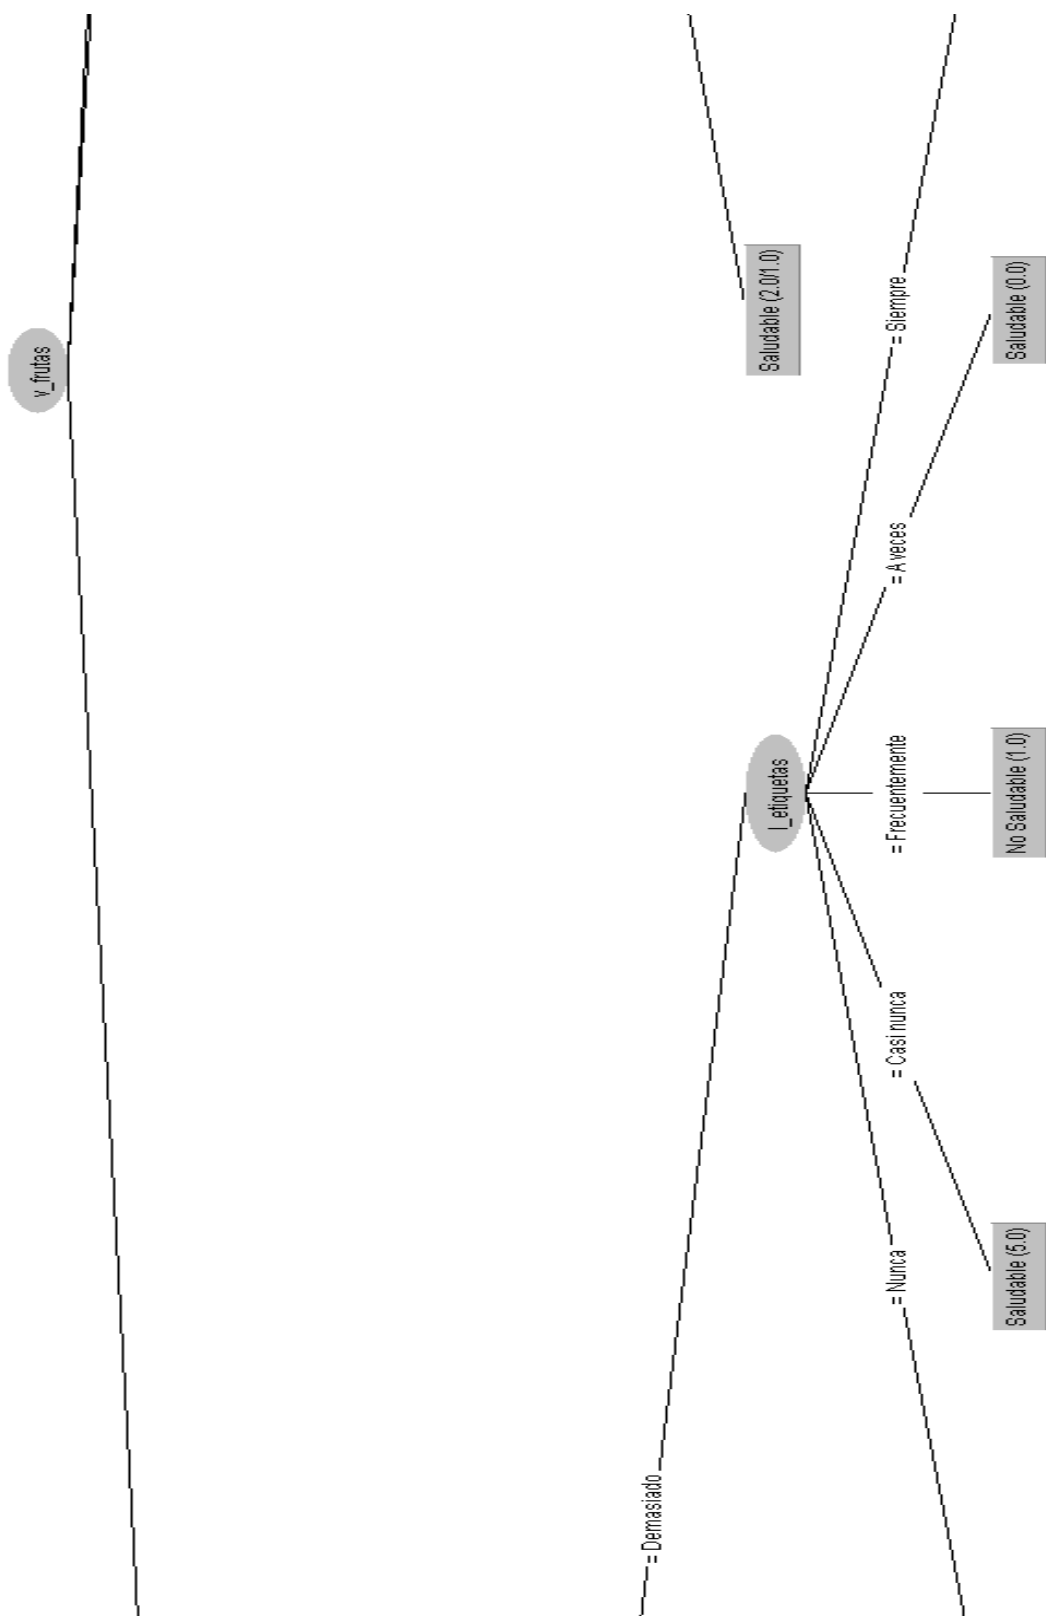 v_frutas
= Demasiado
l_etiquetas
Saludable (2.0/1.0)
= Nunca
= Casi nunca
= Frecuentemente
= A veces
= Siempre
Saludable (5.0)
No Saludable (1.0)
Saludable (0.0)